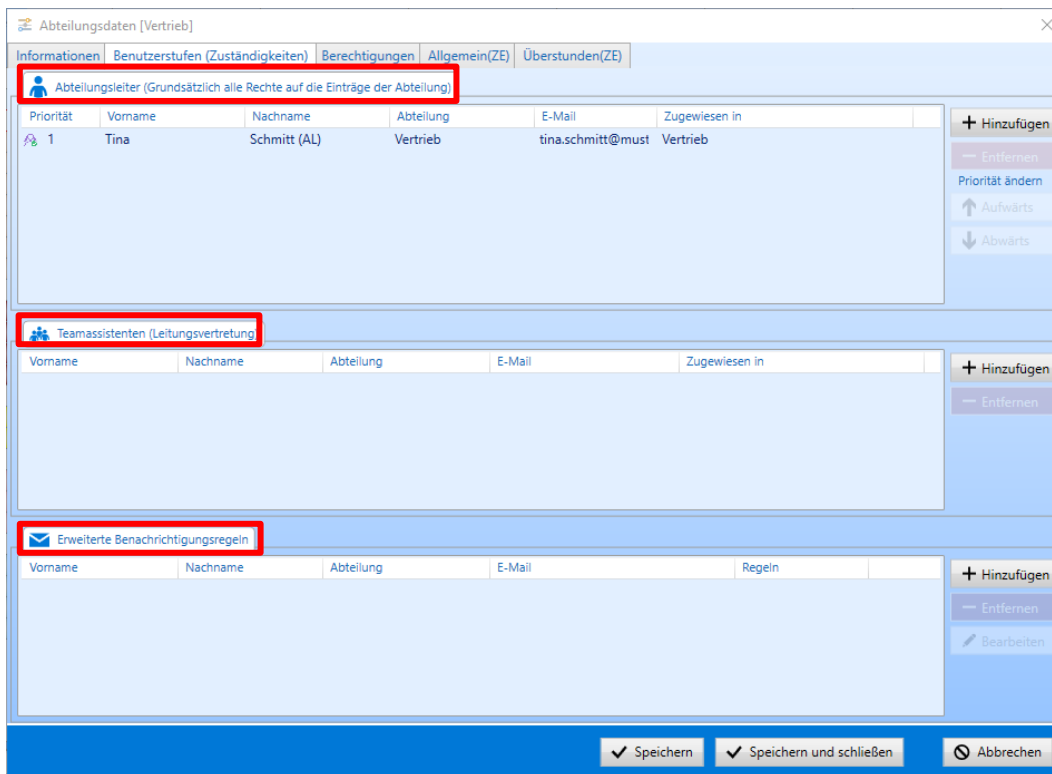 Abteilungsdaten [Vertrieb]
Informationen Benutzerstufen (Zuständigkeiten) Berechtigungen Allgemein(ZE) Überstunden(ZE)
Abteilungsleiter (Grundsätzlich alle Rechte auf die Einträge der Abteilung)
Priorität Vorname Nachname Abteilung E-Mail Zugewiesen in
1 Tina Schmitt (AL) Vertrieb tina.schmitt@must Vertrieb
Hinzufügen
Entfernen
Priorität ändern
Aufwärts
Abwärts
Teamassistenten (Leitungsvertretung)
Vorname Nachname Abteilung E-Mail Zugewiesen in
Hinzufügen
Entfernen
Erweiterte Benachrichtigungsregeln
Vorname Nachname Abteilung E-Mail Regeln
Hinzufügen
Entfernen
Bearbeiten
Speichern Speichern und schließen Abbrechen